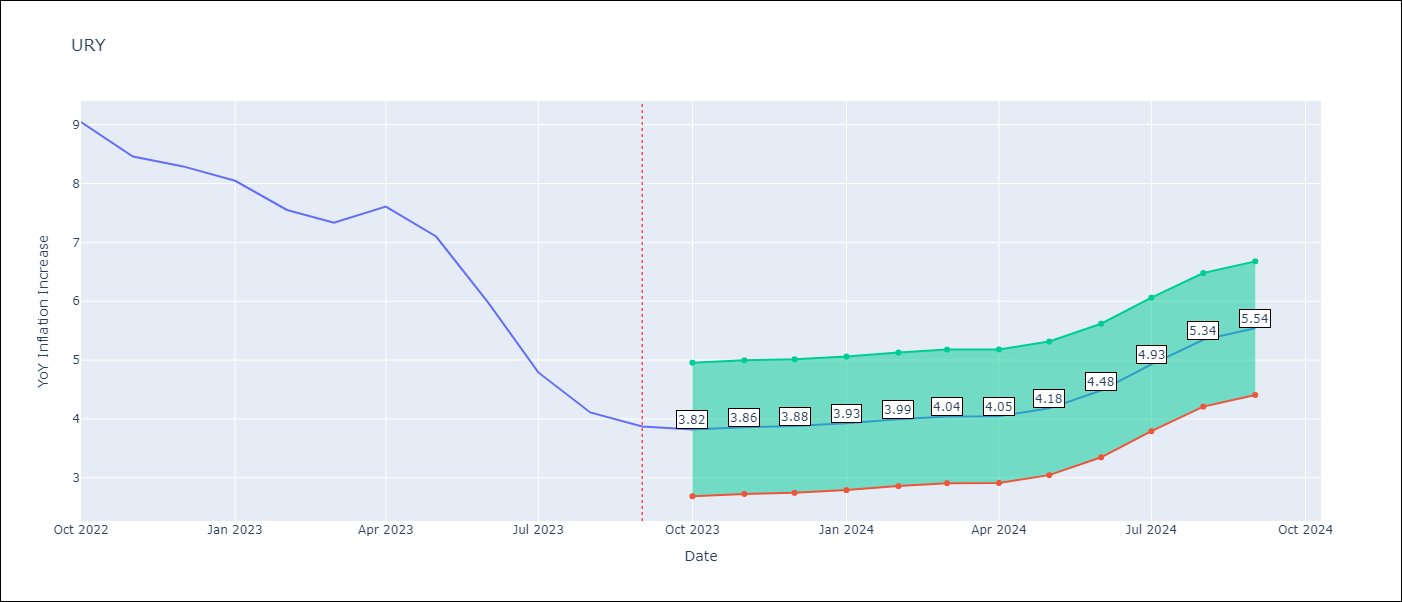 URY
YoY Inflation Increase
9
8
7
6
5
4
3
3.82
3.86
3.88
3.93
3.99
4.04
4.05
4.18
4.48
4.93
5.34
5.54
Oct 2022
Jan 2023
Apr 2023
Jul 2023
Oct 2023
Jan 2024
Apr 2024
Jul 2024
Oct 2024
Date